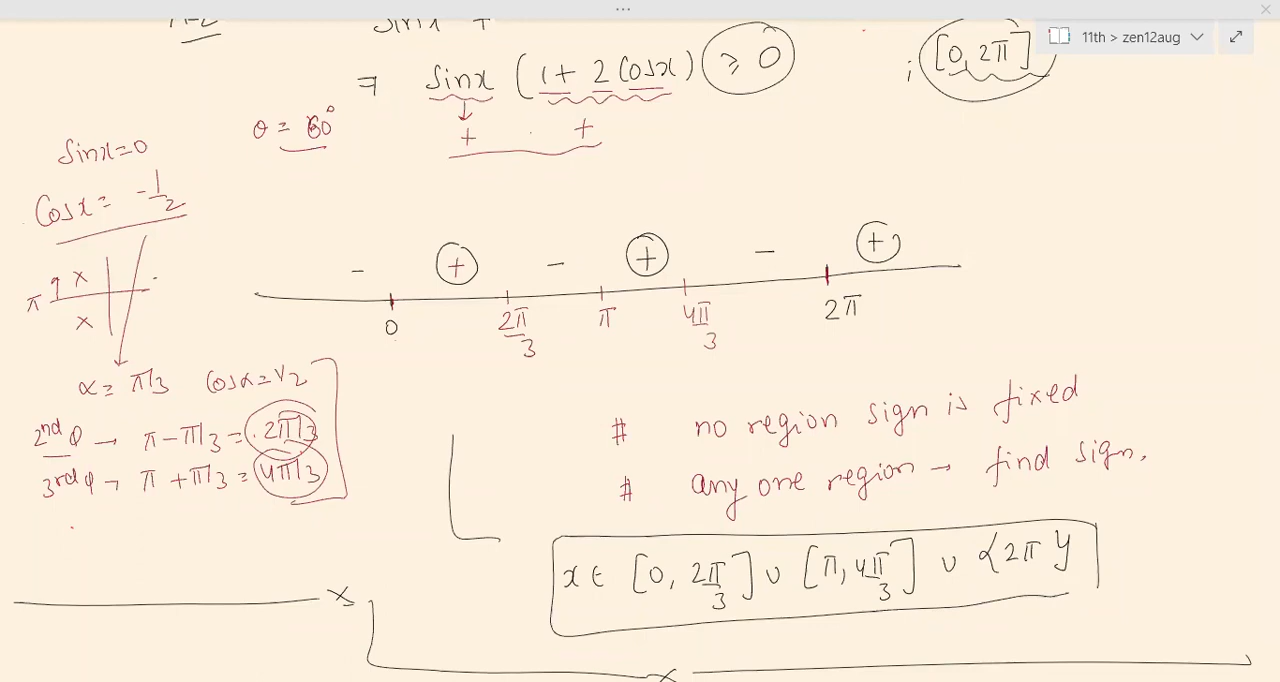 sinx +
⇒ sinx (1 + 2 cosx) ≥ 0 ; [0, 2π]
11th > zen12aug
θ = 60°
+ +
sinx=0
cosx = -1/2
- + - + - +
0 2π/3 π 4π/3 2π
π x
x
α = π/3 cosα = 1/2
2nd Q → π - π/3 = 2π/3
3rd Q → π + π/3 = 4π/3
# no region sign is fixed
# any one region → find sign.
x ∈ [0, 2π/3] ∪ [π, 4π/3] ∪ {2π}